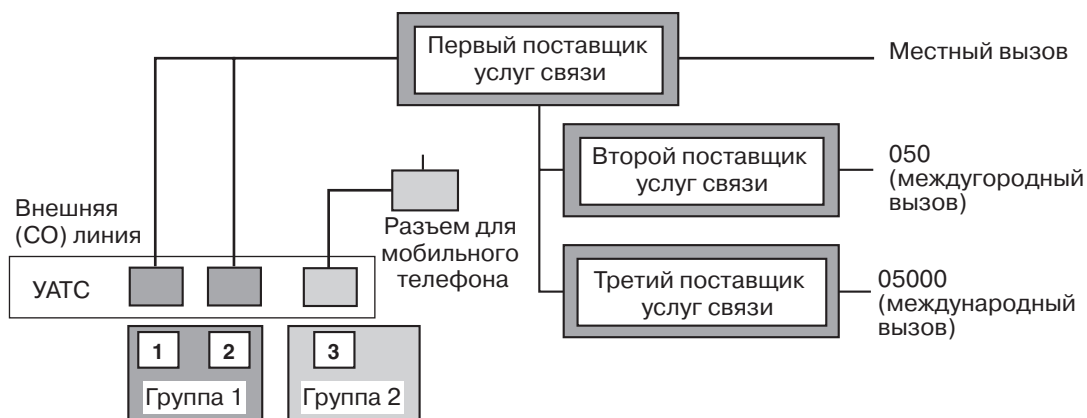 Первый поставщик
услуг связи
Местный вызов
Второй поставщик
услуг связи
050
(междугородный
вызов)
Внешняя
(CO) линия
Разъем для
мобильного
телефона
УАТС
Третий поставщик
услуг связи
05000
(международный
вызов)
1
2
3
Группа 1
Группа 2